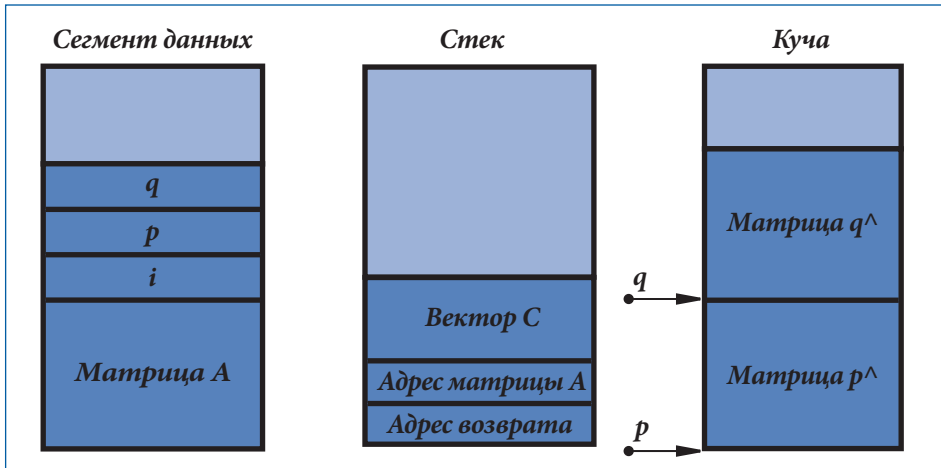 Сегмент данных
Стек
Куча
q
p
i
Матрица A
Вектор C
Адрес матрицы A
Адрес возврата
q
p
Матрица q^
Матрица p^